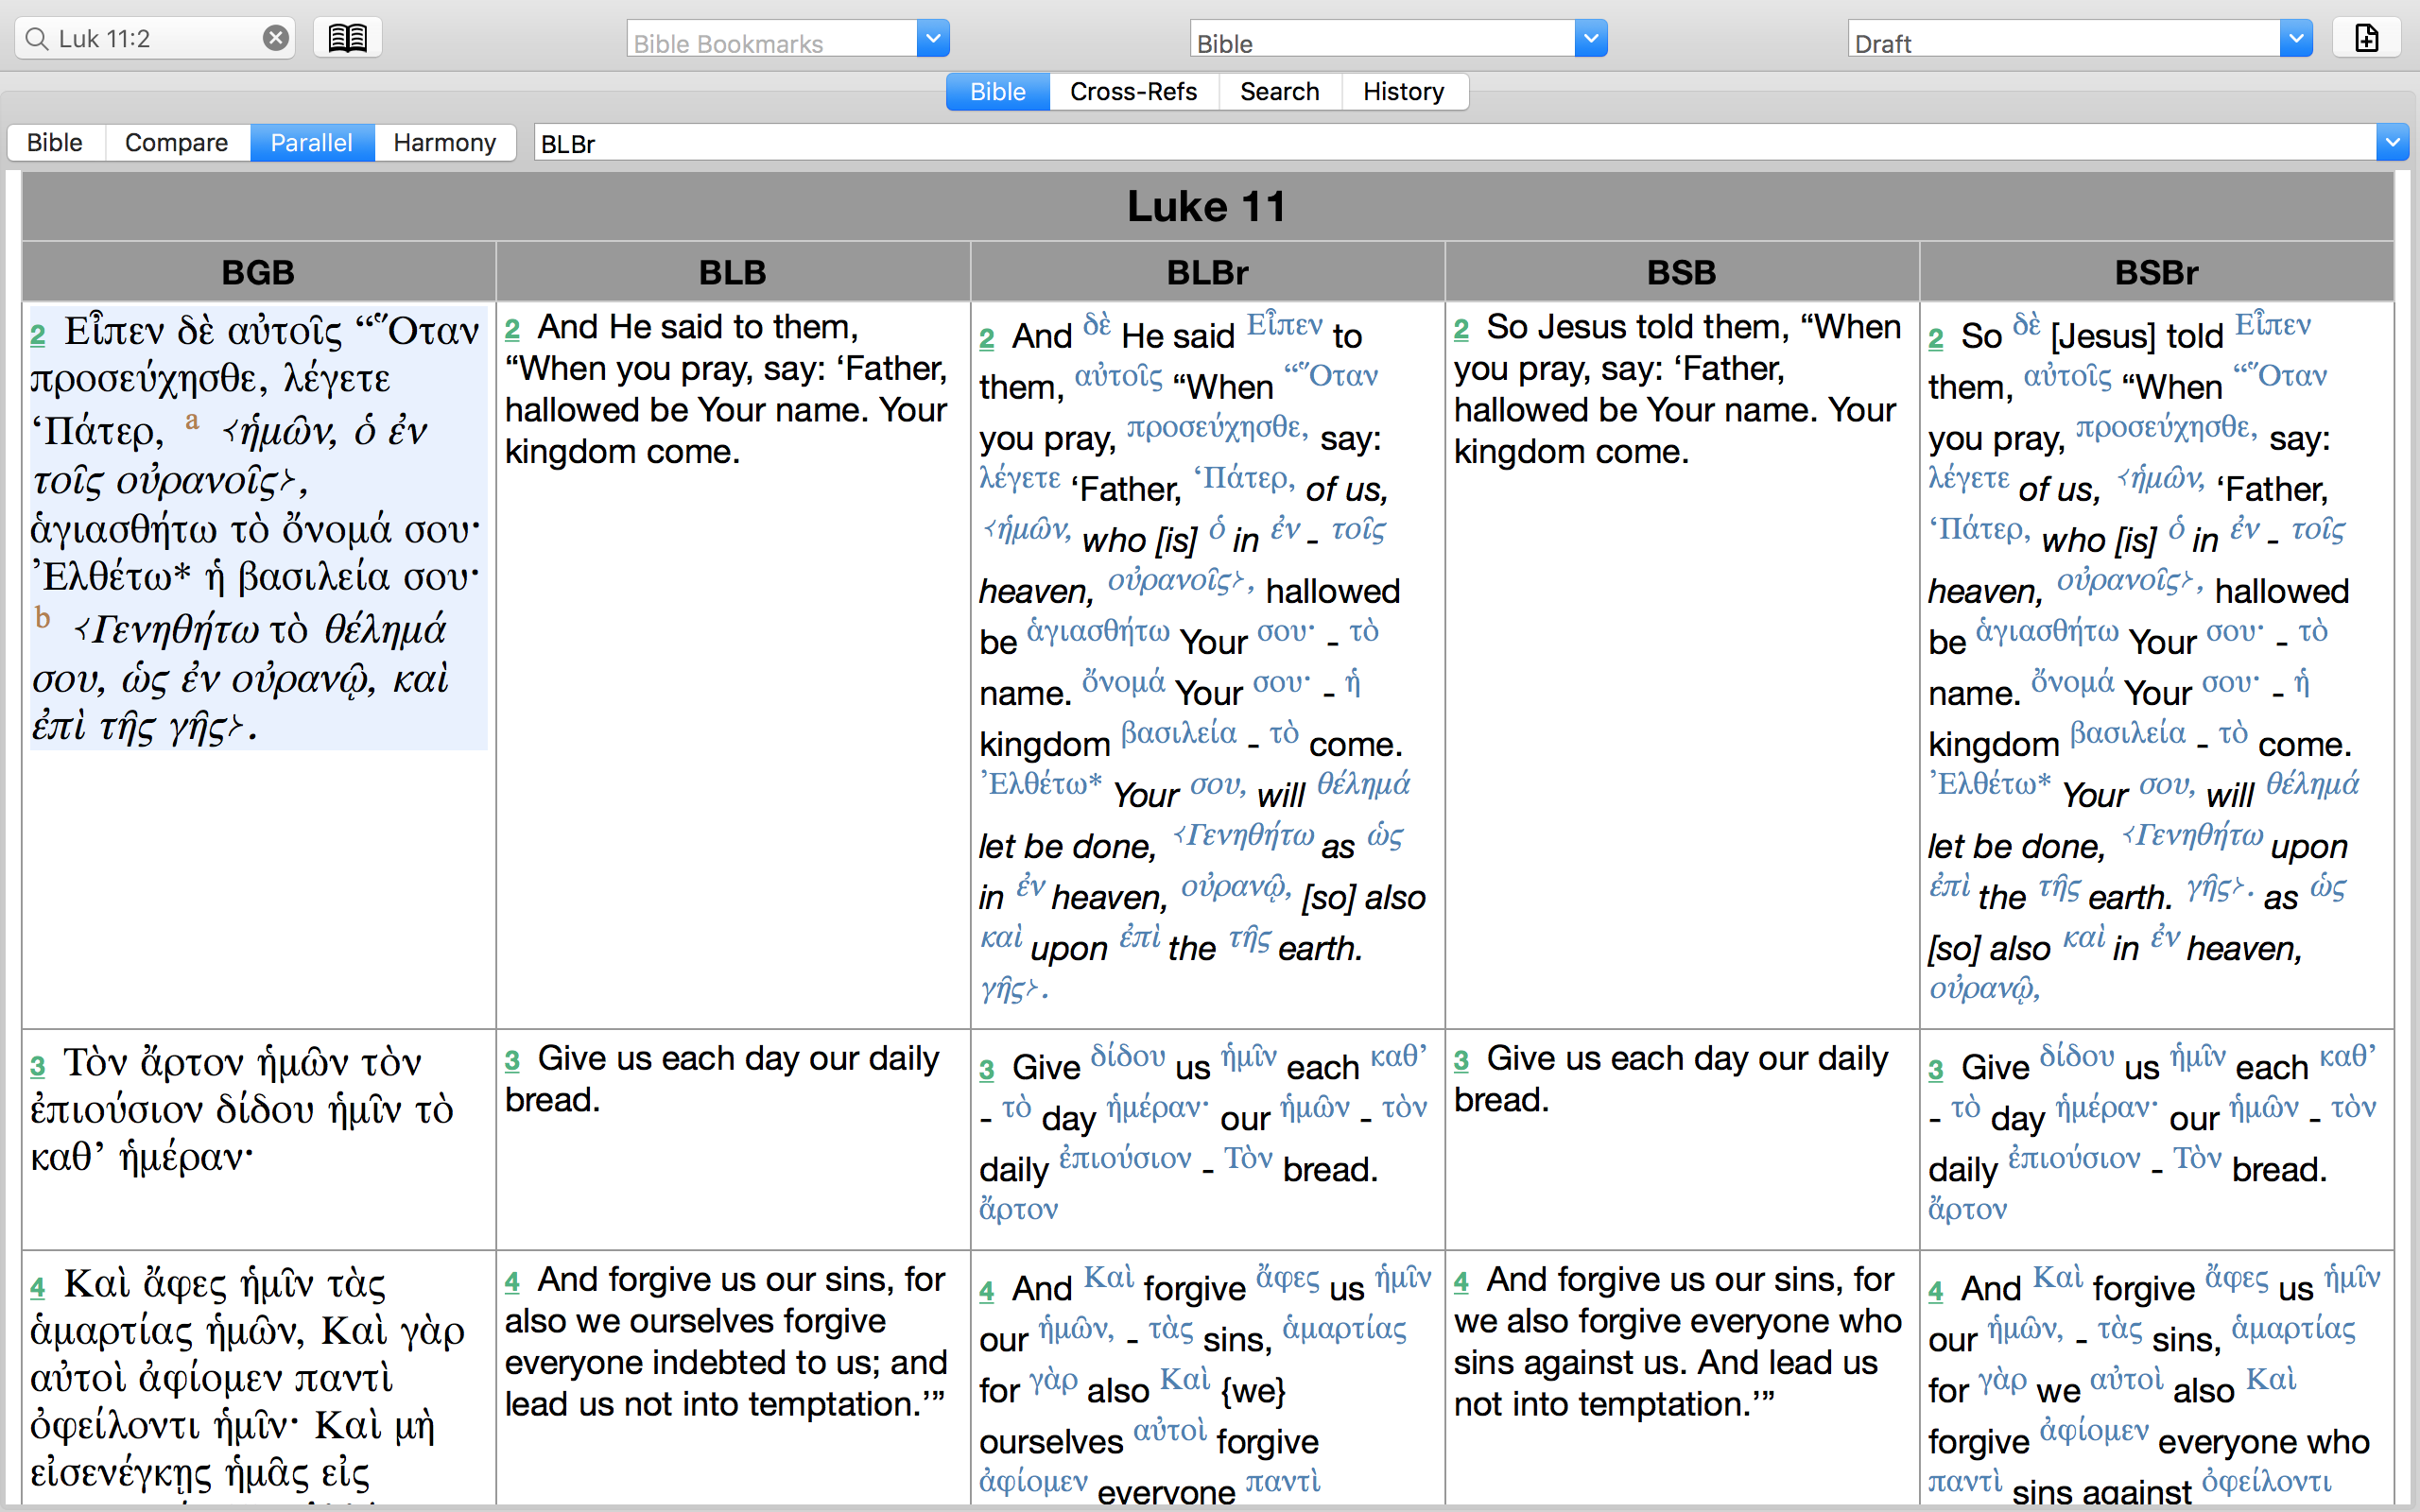 Luk 11:2
Bible Bookmarks
Bible
Draft
Bible Cross-Refs Search History
Bible Compare Parallel Harmony
BLBr
Luke 11
BGB BLB BLBr BSB BSBr
2 Εἶπεν δὲ αὐτοῖς “Ὅταν
προσεύχησθε, λέγετε
‘Πάτερ, a ⸂ἡμῶν, ὁ ἐν
τοῖς οὐρανοῖς⸃,
ἁγιασθήτω τὸ ὄνομά σου·
Ἐλθέτω* ἡ βασιλεία σου·
b ⸂Γενηθήτω τὸ θέλημά
σου, ὡς ἐν οὐρανῷ, καὶ
ἐπὶ τῆς γῆς⸃.
2 And He said to them,
“When you pray, say: ‘Father,
hallowed be Your name. Your
kingdom come.
2 And δὲ He said Εἶπεν to
them, αὐτοῖς “When “Ὅταν
you pray, προσεύχησθε, say:
λέγετε ‘Father, ‘Πάτερ, of us,
⸂ἡμῶν, who [is] ὁ in ἐν - τοῖς
heaven, οὐρανοῖς⸃, hallowed
be ἁγιασθήτω Your σου· - τὸ
name. ὄνομά Your σου· - ἡ
kingdom βασιλεία - τὸ come.
Ἐλθέτω* Your σου, will θέλημά
let be done, ⸂Γενηθήτω as ὡς
in ἐν heaven, οὐρανῷ, [so] also
καὶ upon ἐπὶ the τῆς earth.
γῆς⸃.
2 So Jesus told them, “When
you pray, say: ‘Father,
hallowed be Your name. Your
kingdom come.
2 So δὲ [Jesus] told Εἶπεν
them, αὐτοῖς “When “Ὅταν
you pray, προσεύχησθε, say:
λέγετε of us, ⸂ἡμῶν, ‘Father,
‘Πάτερ, who [is] ὁ in ἐν - τοῖς
heaven, οὐρανοῖς⸃, hallowed
be ἁγιασθήτω Your σου· - τὸ
name. ὄνομά Your σου· - ἡ
kingdom βασιλεία - τὸ come.
Ἐλθέτω* Your σου, will θέλημά
let be done, ⸂Γενηθήτω upon
ἐπὶ the τῆς earth. γῆς⸃. as ὡς
[so] also καὶ in ἐν heaven,
οὐρανῷ,
3 Τὸν ἄρτον ἡμῶν τὸν
ἐπιούσιον δίδου ἡμῖν τὸ
καθ’ ἡμέραν·
3 Give us each day our daily
bread.
3 Give δίδου us ἡμῖν each καθ’
- τὸ day ἡμέραν· our ἡμῶν - τὸν
daily ἐπιούσιον - Τὸν bread.
ἄρτον
3 Give us each day our daily
bread.
3 Give δίδου us ἡμῖν each καθ’
- τὸ day ἡμέραν· our ἡμῶν - τὸν
daily ἐπιούσιον - Τὸν bread.
ἄρτον
4 Καὶ ἄφες ἡμῖν τὰς
ἁμαρτίας ἡμῶν, Καὶ γὰρ
αὐτοὶ ἀφίομεν παντὶ
ὀφείλοντι ἡμῖν· Καὶ μὴ
εἰσενέγκῃς ἡμᾶς εἰς
4 And forgive us our sins, for
also we ourselves forgive
everyone indebted to us; and
lead us not into temptation.’”
4 And Καὶ forgive ἄφες us ἡμῖν
our ἡμῶν, - τὰς sins, ἁμαρτίας
for γὰρ also Καὶ {we}
ourselves αὐτοὶ forgive
ἀφίομεν everyone παντὶ
4 And forgive us our sins, for
we also forgive everyone who
sins against us. And lead us
not into temptation.’”
4 And Καὶ forgive ἄφες us ἡμῖν
our ἡμῶν, - τὰς sins, ἁμαρτίας
for γὰρ we αὐτοὶ also Καὶ
forgive ἀφίομεν everyone who
παντὶ sins against ὀφείλοντι